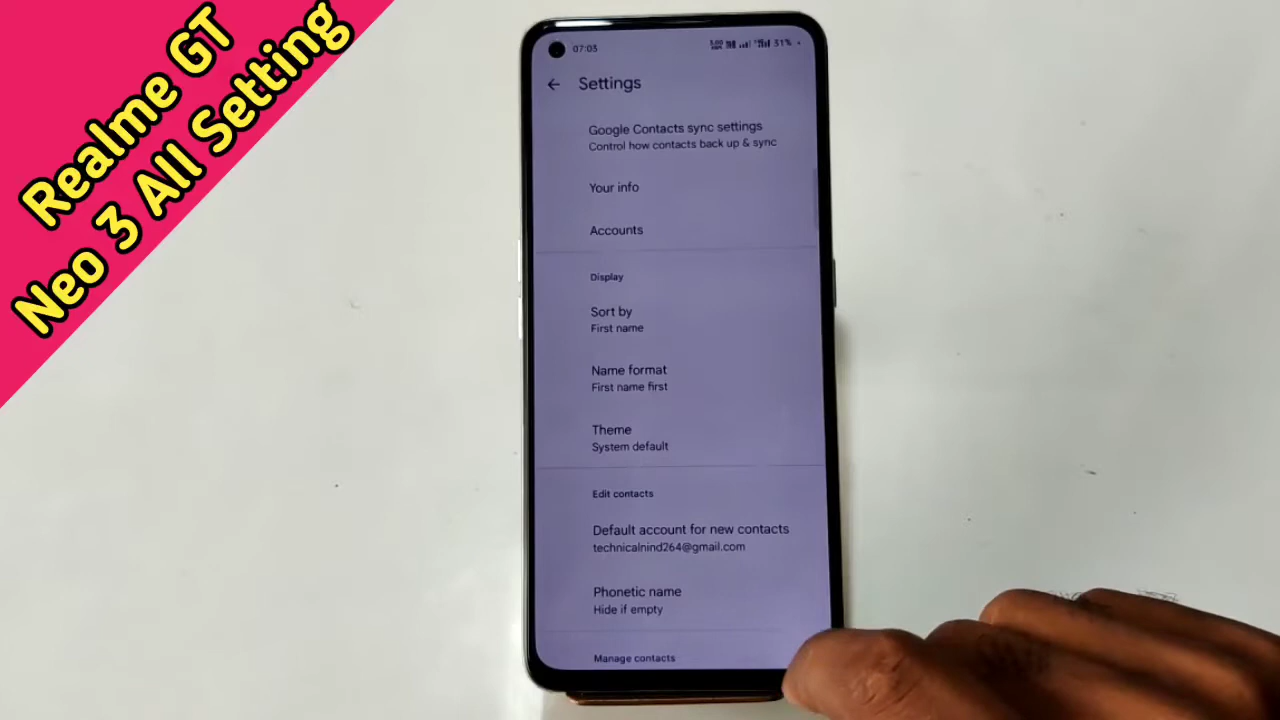 Realme GT
Neo 3 All Setting
07:03
31%
Settings
Google Contacts sync settings
Control how contacts back up & sync
Your info
Accounts
Display
Sort by
First name
Name format
First name first
Theme
System default
Edit contacts
Default account for new contacts
technicalnind264@gmail.com
Phonetic name
Hide if empty
Manage contacts